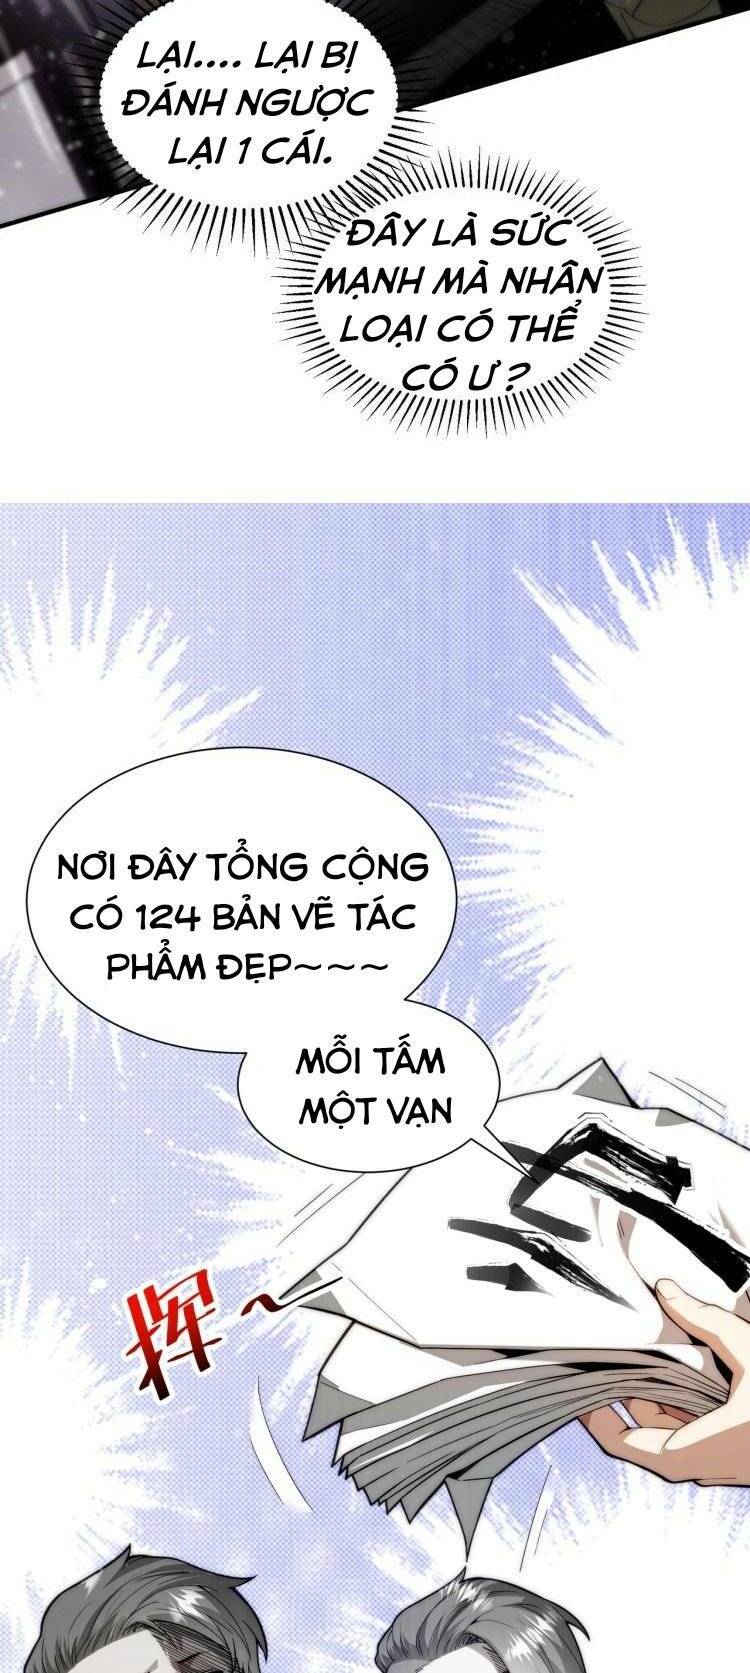 LẠI.... LẠI BỊ
ĐÁNH NGƯỢC
LẠI 1 CÁI.
ĐÂY LÀ SỨC
MẠNH MÀ NHÂN
LOẠI CÓ THỂ
CÓ Ư ?
NƠI ĐÂY TỔNG CỘNG
CÓ 124 BẢN VẼ TÁC
PHẨM ĐẸP~~~
MỖI TẤM
MỘT VẠN
挥~